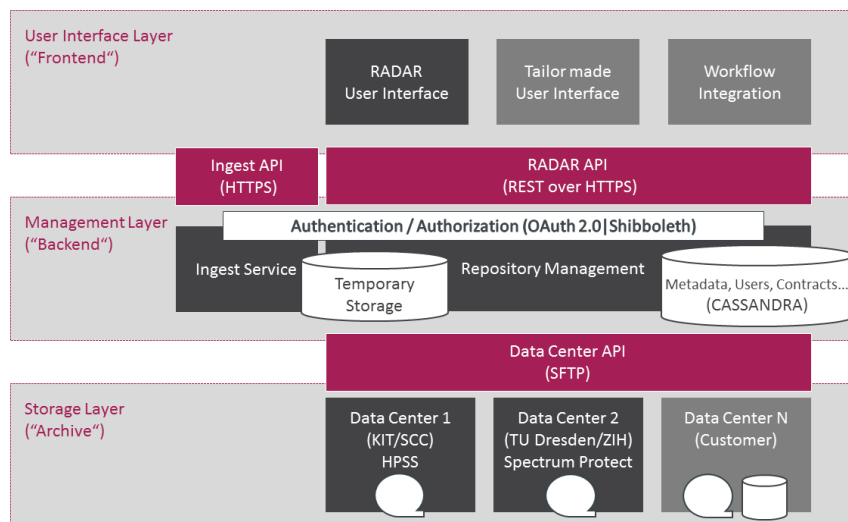 User Interface Layer
(“Frontend“)
RADAR
User Interface
Tailor made
User Interface
Workflow
Integration
Ingest API
(HTTPS)
RADAR API
(REST over HTTPS)
Management Layer
(“Backend“)
Authentication / Authorization (OAuth 2.0|Shibboleth)
Ingest Service
Temporary
Storage
Repository Management
Metadata, Users, Contracts...
(CASSANDRA)
Data Center API
(SFTP)
Storage Layer
(“Archive“)
Data Center 1
(KIT/SCC)
HPSS
Data Center 2
(TU Dresden/ZIH)
Spectrum Protect
Data Center N
(Customer)